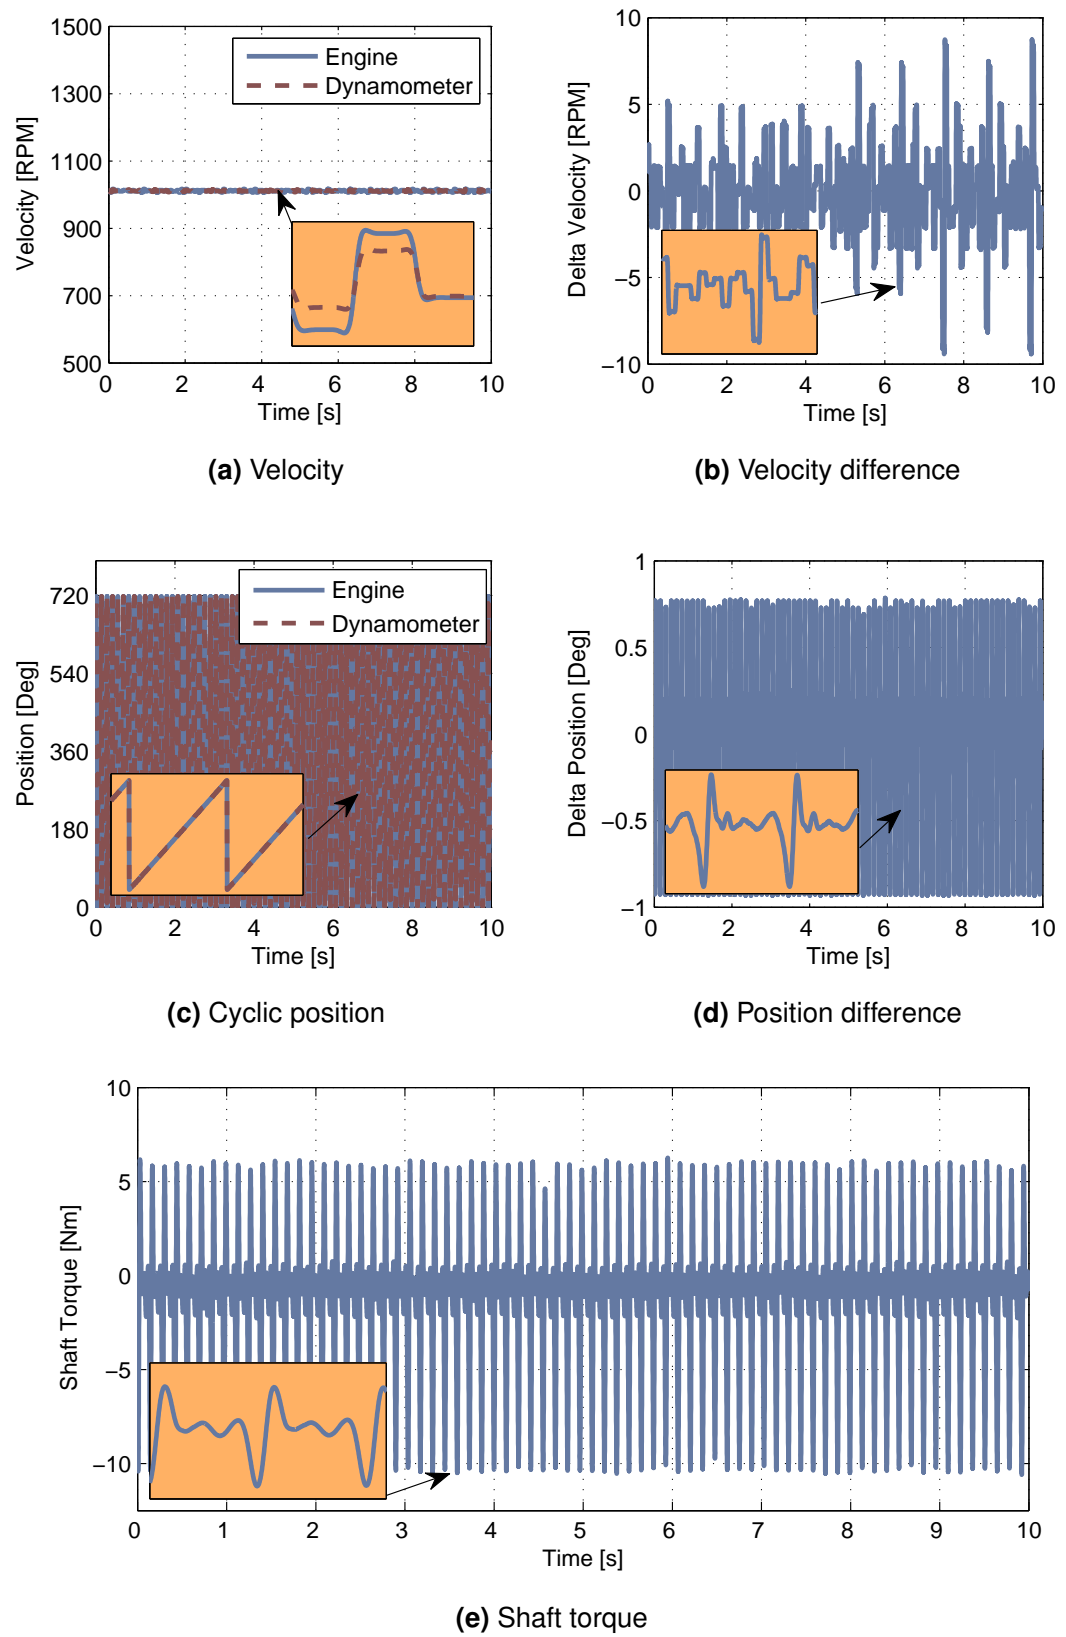 1500
1300
1100
900
700
500
Velocity [RPM]
Engine
Dynamometer
0 2 4 6 8 10
Time [s]
(a) Velocity
10
5
0
−5
−10
Delta Velocity [RPM]
0 2 4 6 8 10
Time [s]
(b) Velocity difference
720
540
360
180
0
Position [Deg]
Engine
Dynamometer
0 2 4 6 8 10
Time [s]
(c) Cyclic position
1
0.5
0
−0.5
−1
Delta Position [Deg]
0 2 4 6 8 10
Time [s]
(d) Position difference
10
5
0
−5
−10
Shaft Torque [Nm]
0 1 2 3 4 5 6 7 8 9 10
Time [s]
(e) Shaft torque